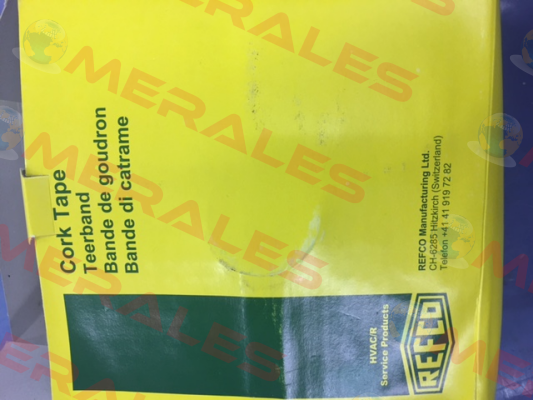 Cork Tape
Teerband
Bande de goudron
Bande di catrame
REFCO Manufacturing Ltd.
CH-6285 Hitzkirch (Switzerland)
Telefon +41 41 919 72 82
HVAC/R
Service Products
REFCO
MERALES
MERALES
MERALES
MERALES